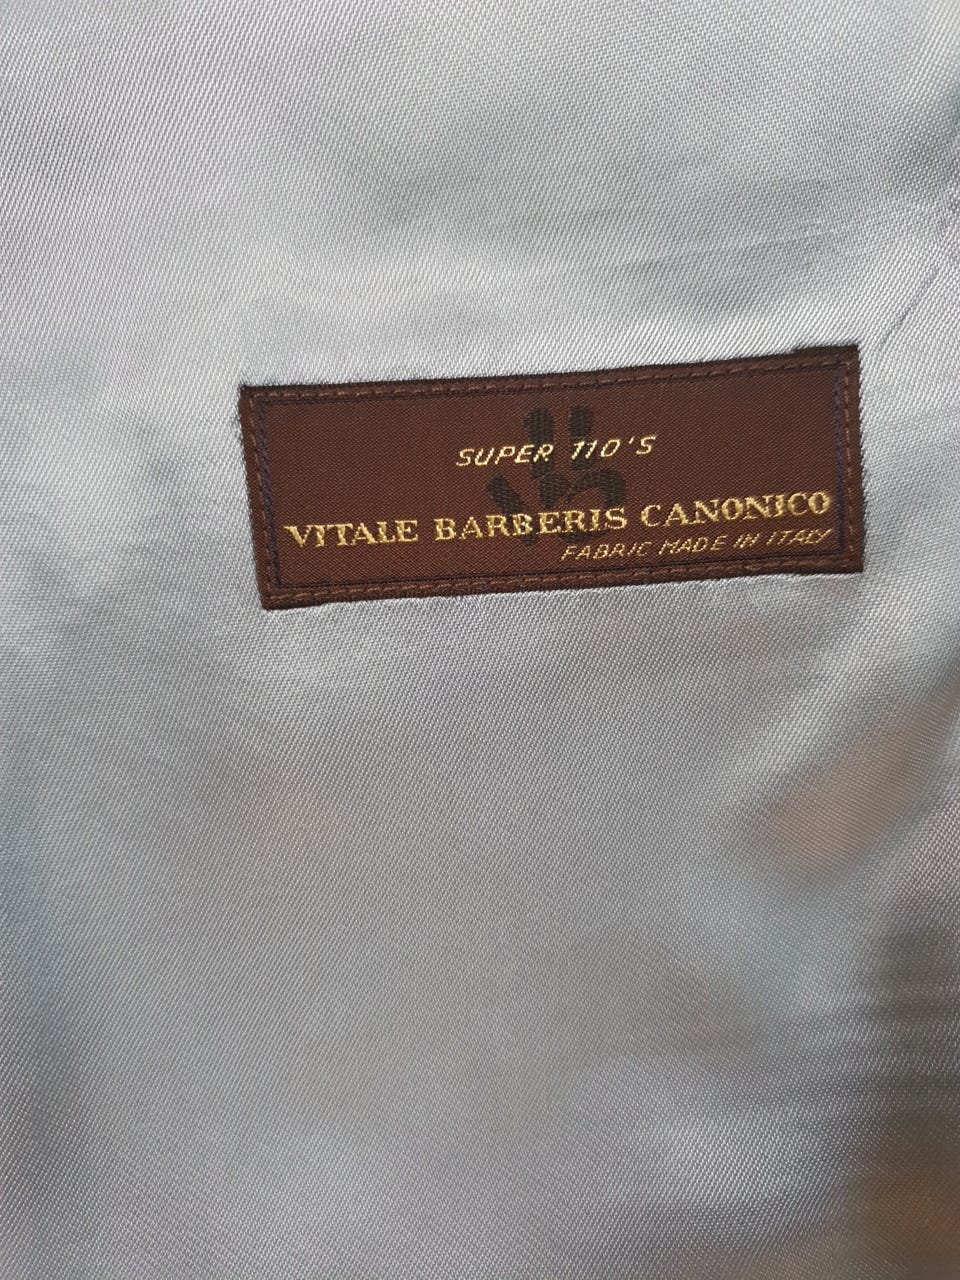 SUPER 110'S
VITALE BARBERIS CANONICO
FABRIC MADE IN ITALY